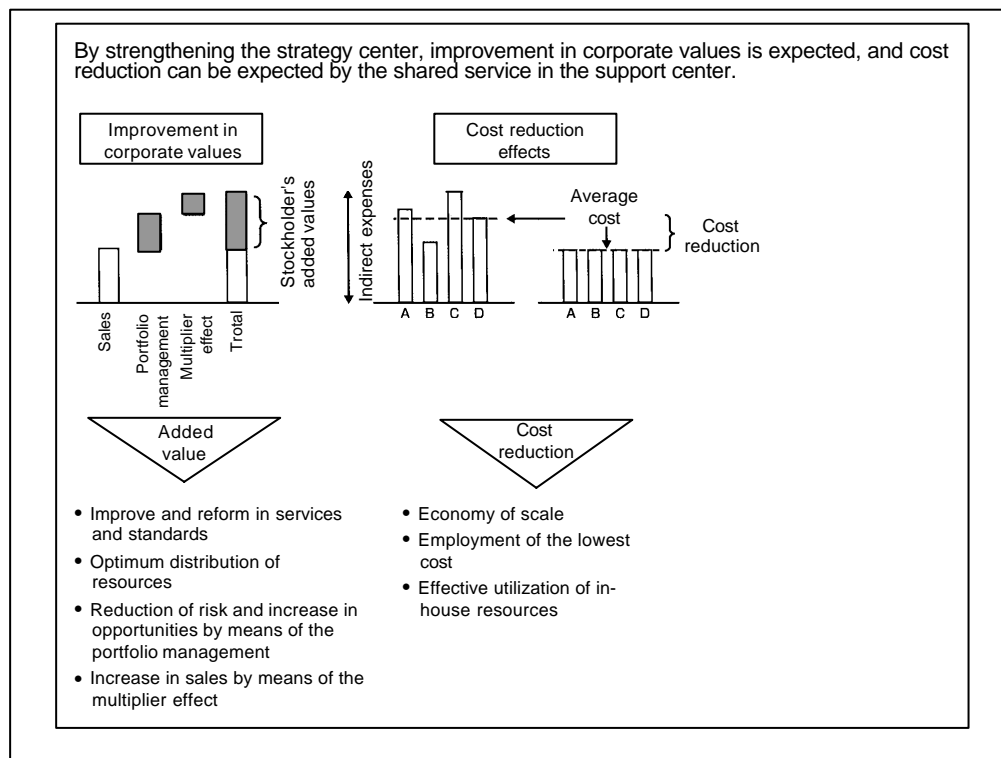 By strengthening the strategy center, improvement in corporate values is expected, and cost
reduction can be expected by the shared service in the support center.
Improvement in
corporate values
Stockholder's
added values
Sales
Portfolio
management
Multiplier
effect
Trotal
Cost reduction
effects
Indirect expenses
Average
cost
Cost
reduction
A B C D
A B C D
Added
value
• Improve and reform in services
and standards
• Optimum distribution of
resources
• Reduction of risk and increase in
opportunities by means of the
portfolio management
• Increase in sales by means of the
multiplier effect
Cost
reduction
• Economy of scale
• Employment of the lowest
cost
• Effective utilization of in-
house resources